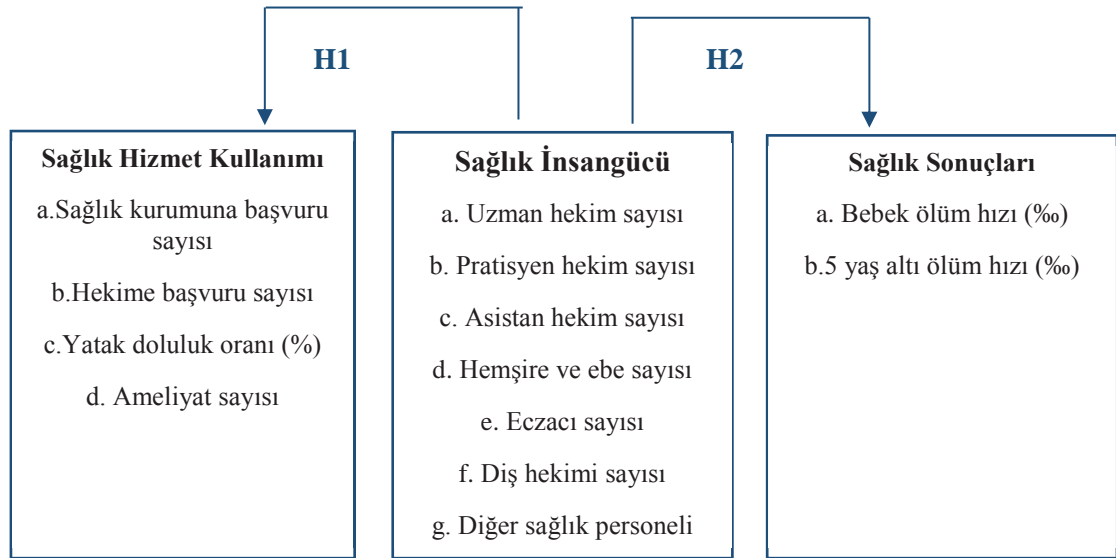 H1
H2
Sağlık Hizmet Kullanımı
a.Sağlık kurumuna başvuru
sayısı
b.Hekime başvuru sayısı
c.Yatak doluluk oranı (%)
d. Ameliyat sayısı
Sağlık İnsangücü
a. Uzman hekim sayısı
b. Pratisyen hekim sayısı
c. Asistan hekim sayısı
d. Hemşire ve ebe sayısı
e. Eczacı sayısı
f. Diş hekimi sayısı
g. Diğer sağlık personeli
Sağlık Sonuçları
a. Bebek ölüm hızı (‰)
b.5 yaş altı ölüm hızı (‰)